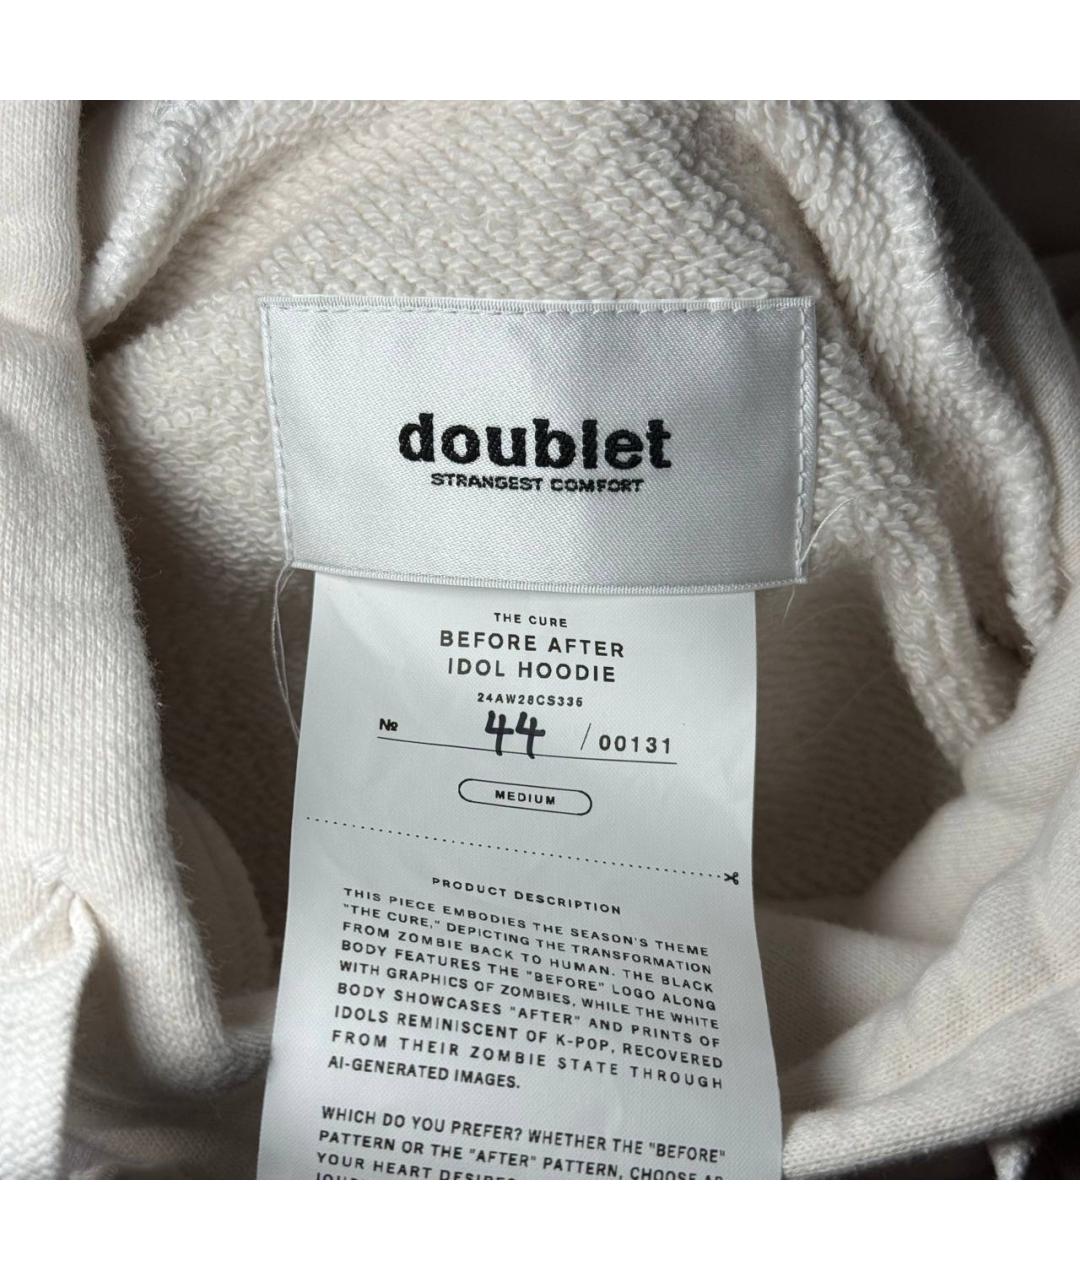 doublet
STRANGEST COMFORT
THE CURE
BEFORE AFTER
IDOL HOODIE
24AW28CS336
№ 44 / 00131
MEDIUM
PRODUCT DESCRIPTION
THIS PIECE EMBODIES THE SEASON'S THEME
"THE CURE," DEPICTING THE TRANSFORMATION
FROM ZOMBIE BACK TO HUMAN. THE BLACK
BODY FEATURES THE "BEFORE" LOGO ALONG
WITH GRAPHICS OF ZOMBIES, WHILE THE WHITE
BODY SHOWCASES "AFTER" AND PRINTS OF
IDOLS REMINISCENT OF K-POP, RECOVERED
FROM THEIR ZOMBIE STATE THROUGH
AI-GENERATED IMAGES.
WHICH DO YOU PREFER? WHETHER THE "BEFORE"
PATTERN OR THE "AFTER" PATTERN, CHOOSE AS
YOUR HEART DESIRES